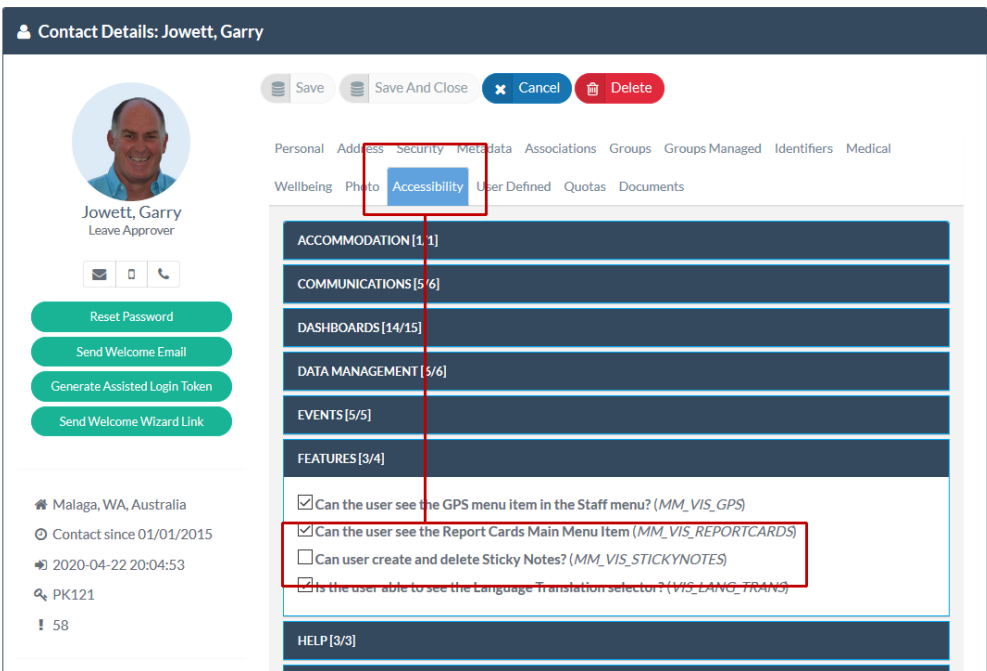 Contact Details: Jowett, Garry
Save
Save And Close
Cancel
Delete
Personal Address Security Metadata Associations Groups Groups Managed Identifiers Medical
Wellbeing Photo Accessibility User Defined Quotas Documents
Jowett, Garry
Leave Approver
Reset Password
Send Welcome Email
Generate Assisted Login Token
Send Welcome Wizard Link
Malaga, WA, Australia
Contact since 01/01/2015
2020-04-22 20:04:53
PK121
58
ACCOMMODATION [1/1]
COMMUNICATIONS [5/6]
DASHBOARDS [14/15]
DATA MANAGEMENT [6/6]
EVENTS [5/5]
FEATURES [3/4]
Can the user see the GPS menu item in the Staff menu? (MM_VIS_GPS)
Can the user see the Report Cards Main Menu Item (MM_VIS_REPORTCARDS)
Can user create and delete Sticky Notes? (MM_VIS_STICKYNOTES)
Is the user able to see the Language Translation selector? (VIS_LANG_TRANS)
HELP [3/3]